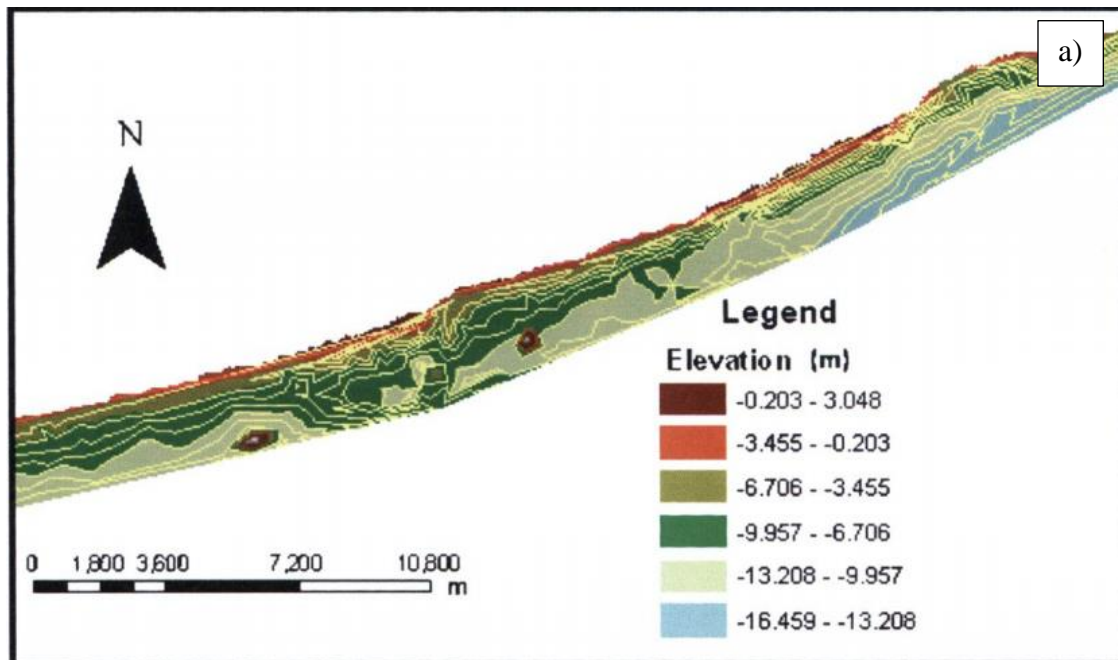 a)
N
Legend
Elevation (m)
-0.203 - 3.048
-3.455 - -0.203
-6.706 - -3.455
-9.957 - -6.706
-13.208 - -9.957
-16.459 - -13.208
0 1,800 3,600 7,200 10,800
m